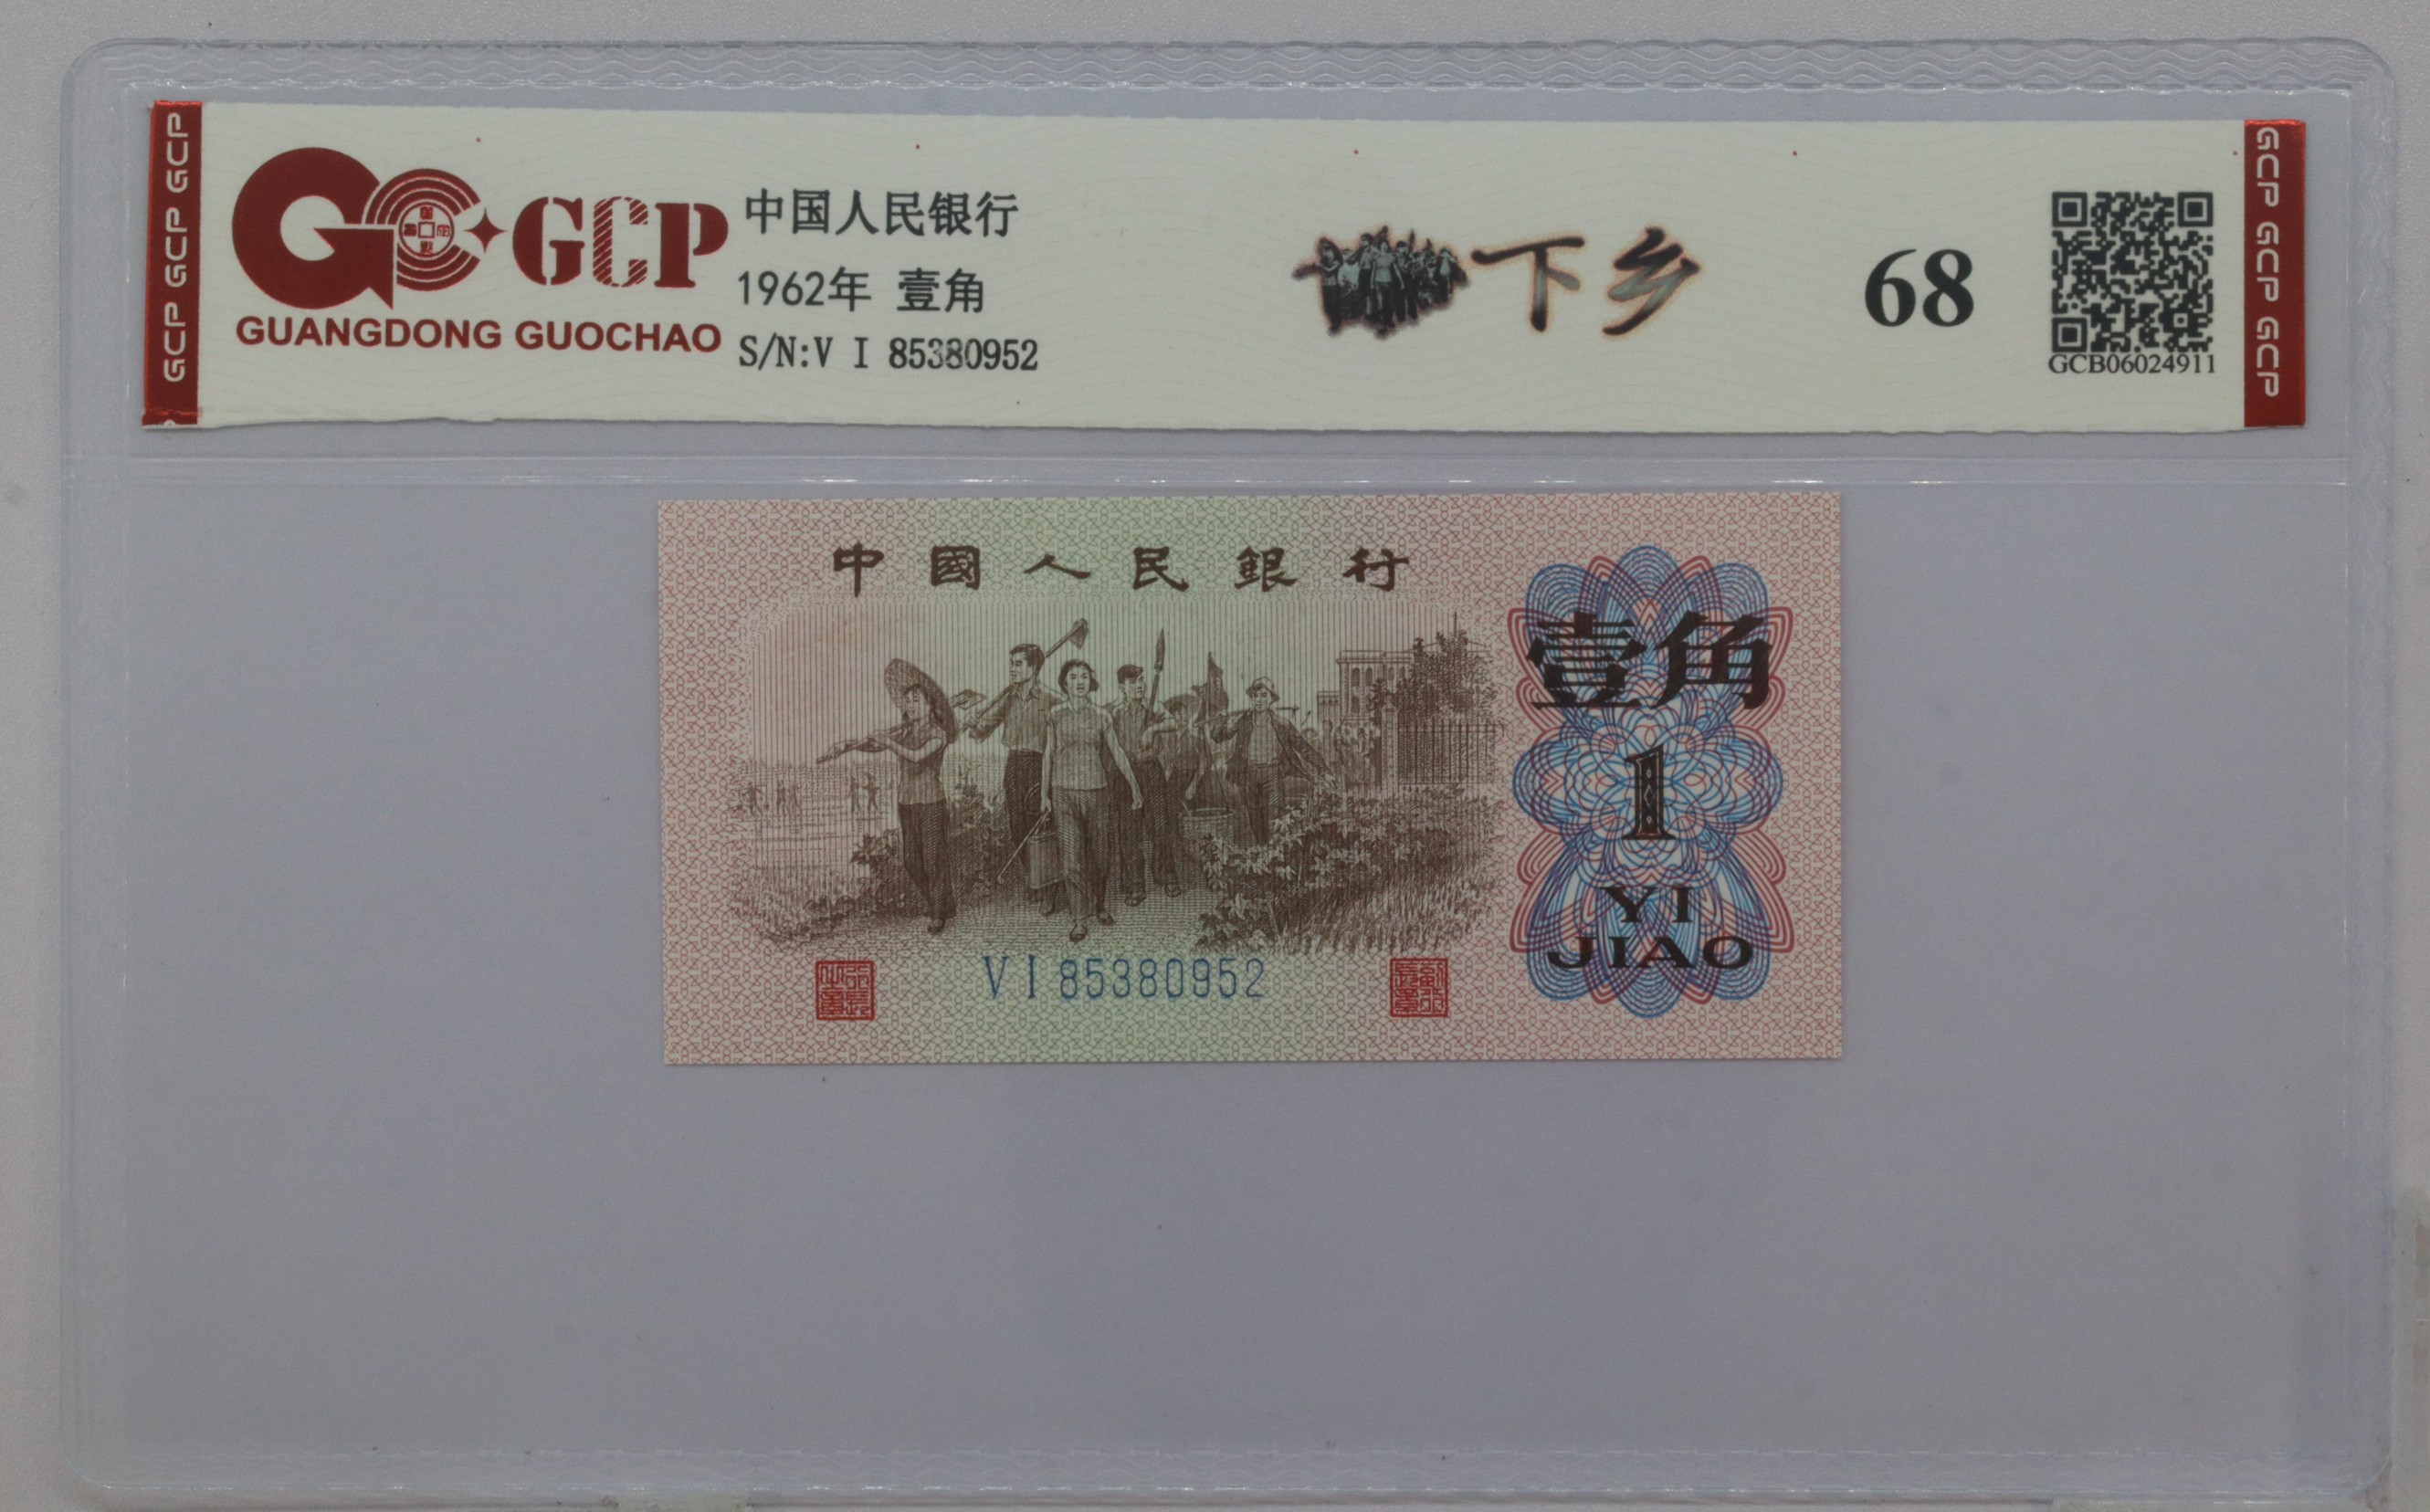 GCP GCP GCP
GCP
GUANGDONG GUOCHAO
中国人民银行
1962年 壹角
S/N:V I 85380952
下乡
68
GCB06024911
GCP GCP GCP
中國人民銀行
壹角
1
YI
JIAO
V I 85380952